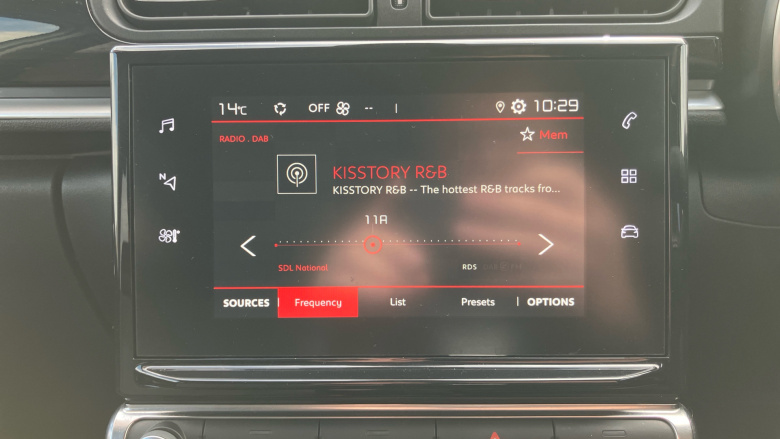 14°C OFF -- | 10:29
RADIO . DAB Mem
N
KISSTORY R&B
KISSTORY R&B -- The hottest R&B tracks fro...
11A
SDL National RDS
SOURCES | Frequency List Presets | OPTIONS